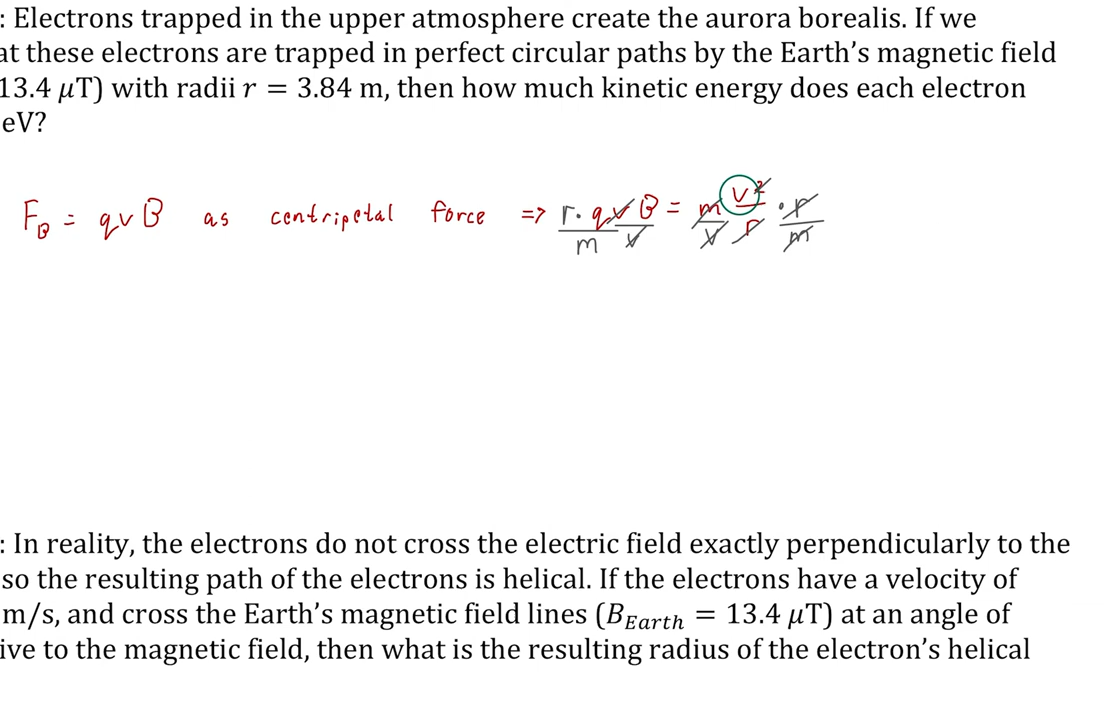 : Electrons trapped in the upper atmosphere create the aurora borealis. If we
at these electrons are trapped in perfect circular paths by the Earth's magnetic field
13.4 μT) with radii r = 3.84 m, then how much kinetic energy does each electron
eV?
F_B = qvB as centripetal force => r·qvB/mv = mv²/vr · r/m
: In reality, the electrons do not cross the electric field exactly perpendicularly to the
so the resulting path of the electrons is helical. If the electrons have a velocity of
m/s, and cross the Earth's magnetic field lines (B_Earth = 13.4 μT) at an angle of
ive to the magnetic field, then what is the resulting radius of the electron's helical